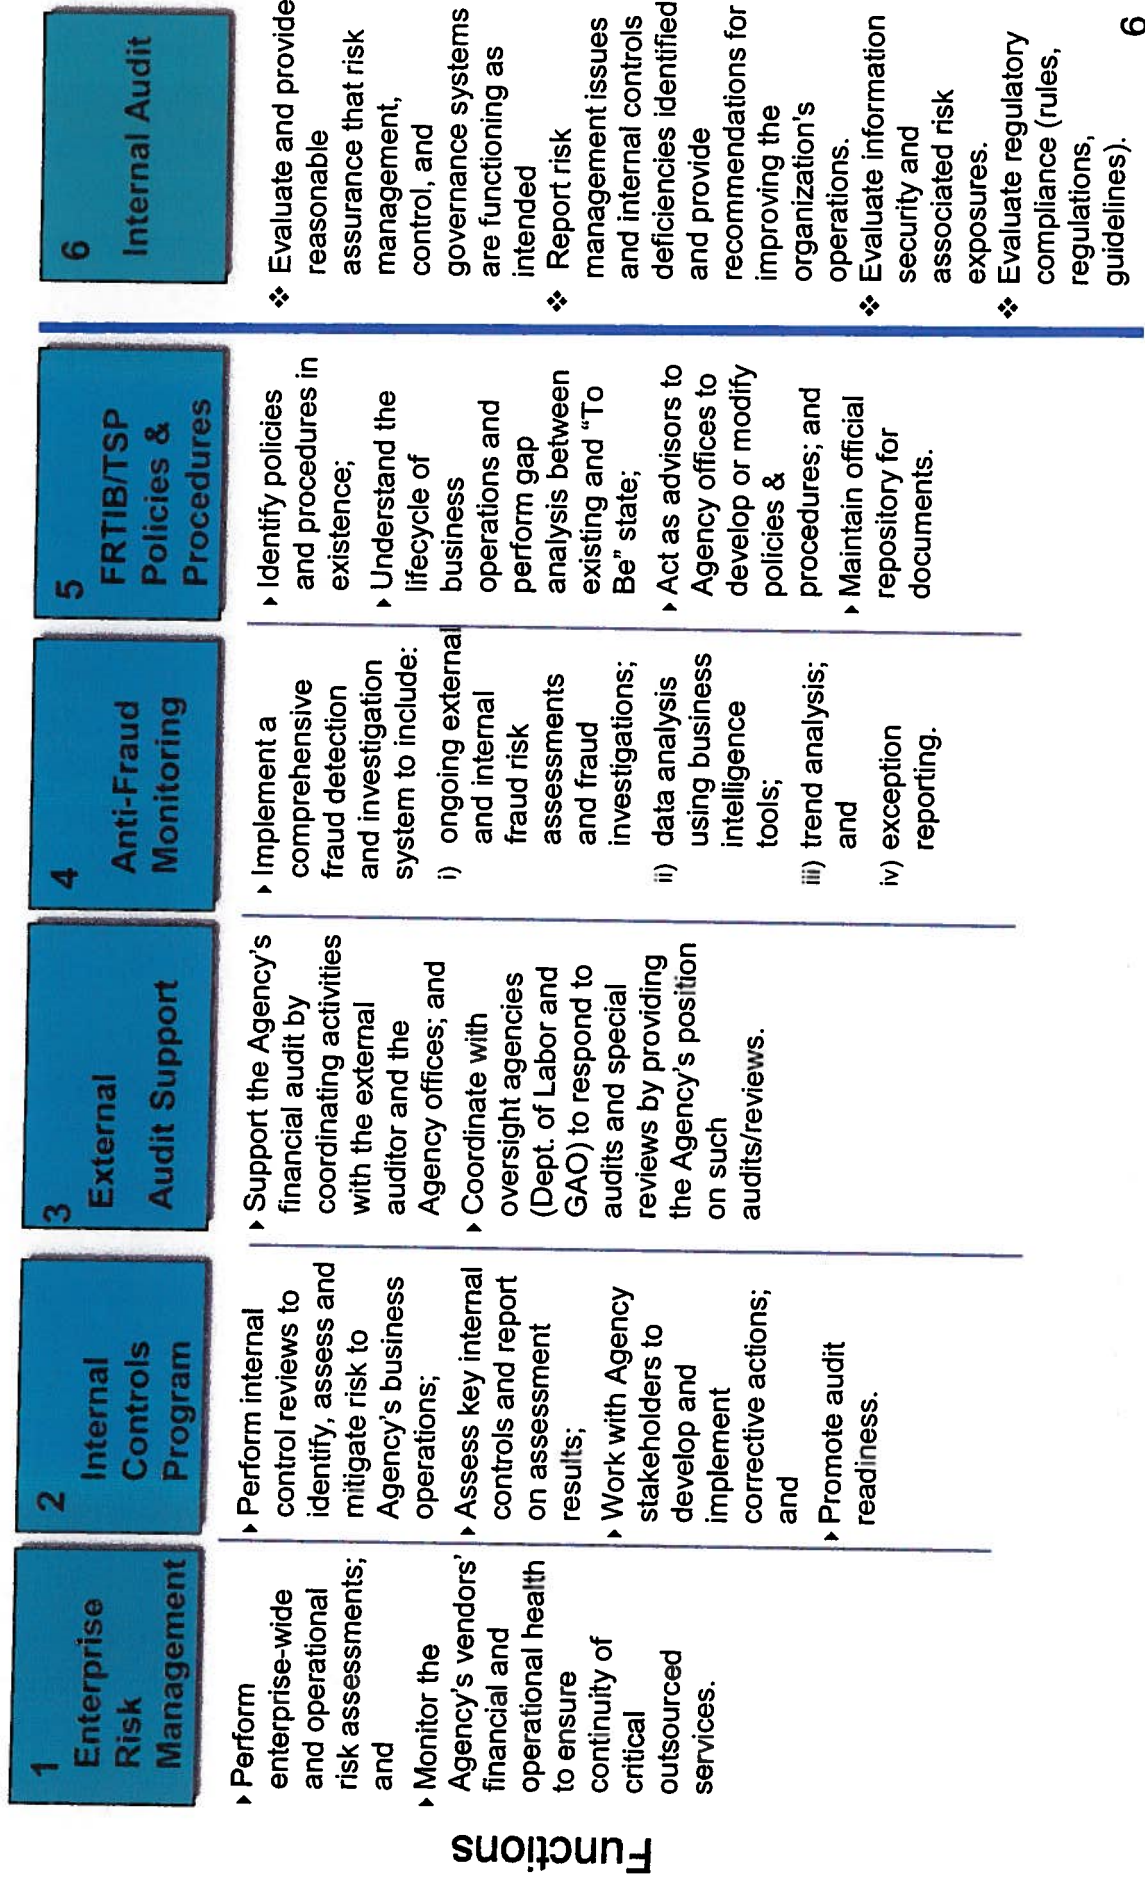 Functions
1
Enterprise
Risk
Management
▸ Perform
enterprise-wide
and operational
risk assessments;
and
▸ Monitor the
Agency's vendors'
financial and
operational health
to ensure
continuity of
critical
outsourced
services.
2
Internal
Controls
Program
▸ Perform internal
control reviews to
identify, assess and
mitigate risk to
Agency's business
operations;
▸ Assess key internal
controls and report
on assessment
results;
▸ Work with Agency
stakeholders to
develop and
implement
corrective actions;
and
▸ Promote audit
readiness.
3
External
Audit Support
▸ Support the Agency's
financial audit by
coordinating activities
with the external
auditor and the
Agency offices; and
▸ Coordinate with
oversight agencies
(Dept. of Labor and
GAO) to respond to
audits and special
reviews by providing
the Agency's position
on such
audits/reviews.
4
Anti-Fraud
Monitoring
▸ Implement a
comprehensive
fraud detection
and investigation
system to include:
i) ongoing external
and internal
fraud risk
assessments
and fraud
investigations;
ii) data analysis
using business
intelligence
tools;
iii) trend analysis;
and
iv) exception
reporting.
5
FRTIB/TSP
Policies &
Procedures
▸ Identify policies
and procedures in
existence;
▸ Understand the
lifecycle of
business
operations and
perform gap
analysis between
existing and "To
Be" state;
▸ Act as advisors to
Agency offices to
develop or modify
policies &
procedures; and
▸ Maintain official
repository for
documents.
6
Internal Audit
❖ Evaluate and provide
reasonable
assurance that risk
management,
control, and
governance systems
are functioning as
intended
❖ Report risk
management issues
and internal controls
deficiencies identified
and provide
recommendations for
improving the
organization's
operations.
❖ Evaluate information
security and
associated risk
exposures.
❖ Evaluate regulatory
compliance (rules,
regulations,
guidelines).
6